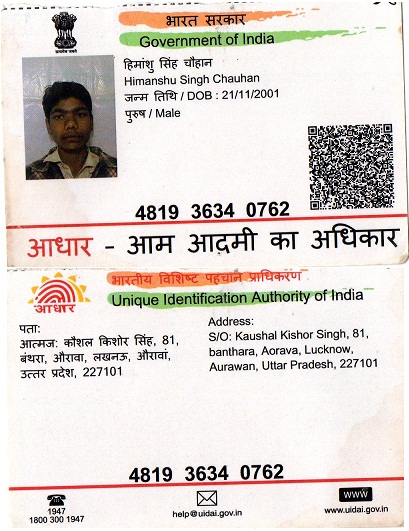 भारत सरकार
Government of India
हिमांशु सिंह चौहान
Himanshu Singh Chauhan
जन्म तिथि / DOB : 21/11/2001
पुरुष / Male
4819 3634 0762
आधार - आम आदमी का अधिकार
भारतीय विशिष्ट पहचान प्राधिकरण
Unique Identification Authority of India
आधार
पता:
आत्मज: कौशल किशोर सिंह, 81,
बंथरा, औरावा, लखनऊ, औरावां,
उत्तर प्रदेश, 227101
Address:
S/O: Kaushal Kishor Singh, 81,
banthara, Aorava, Lucknow,
Aurawan, Uttar Pradesh, 227101
4819 3634 0762
1947
1800 300 1947
help@uidai.gov.in
WWW
www.uidai.gov.in